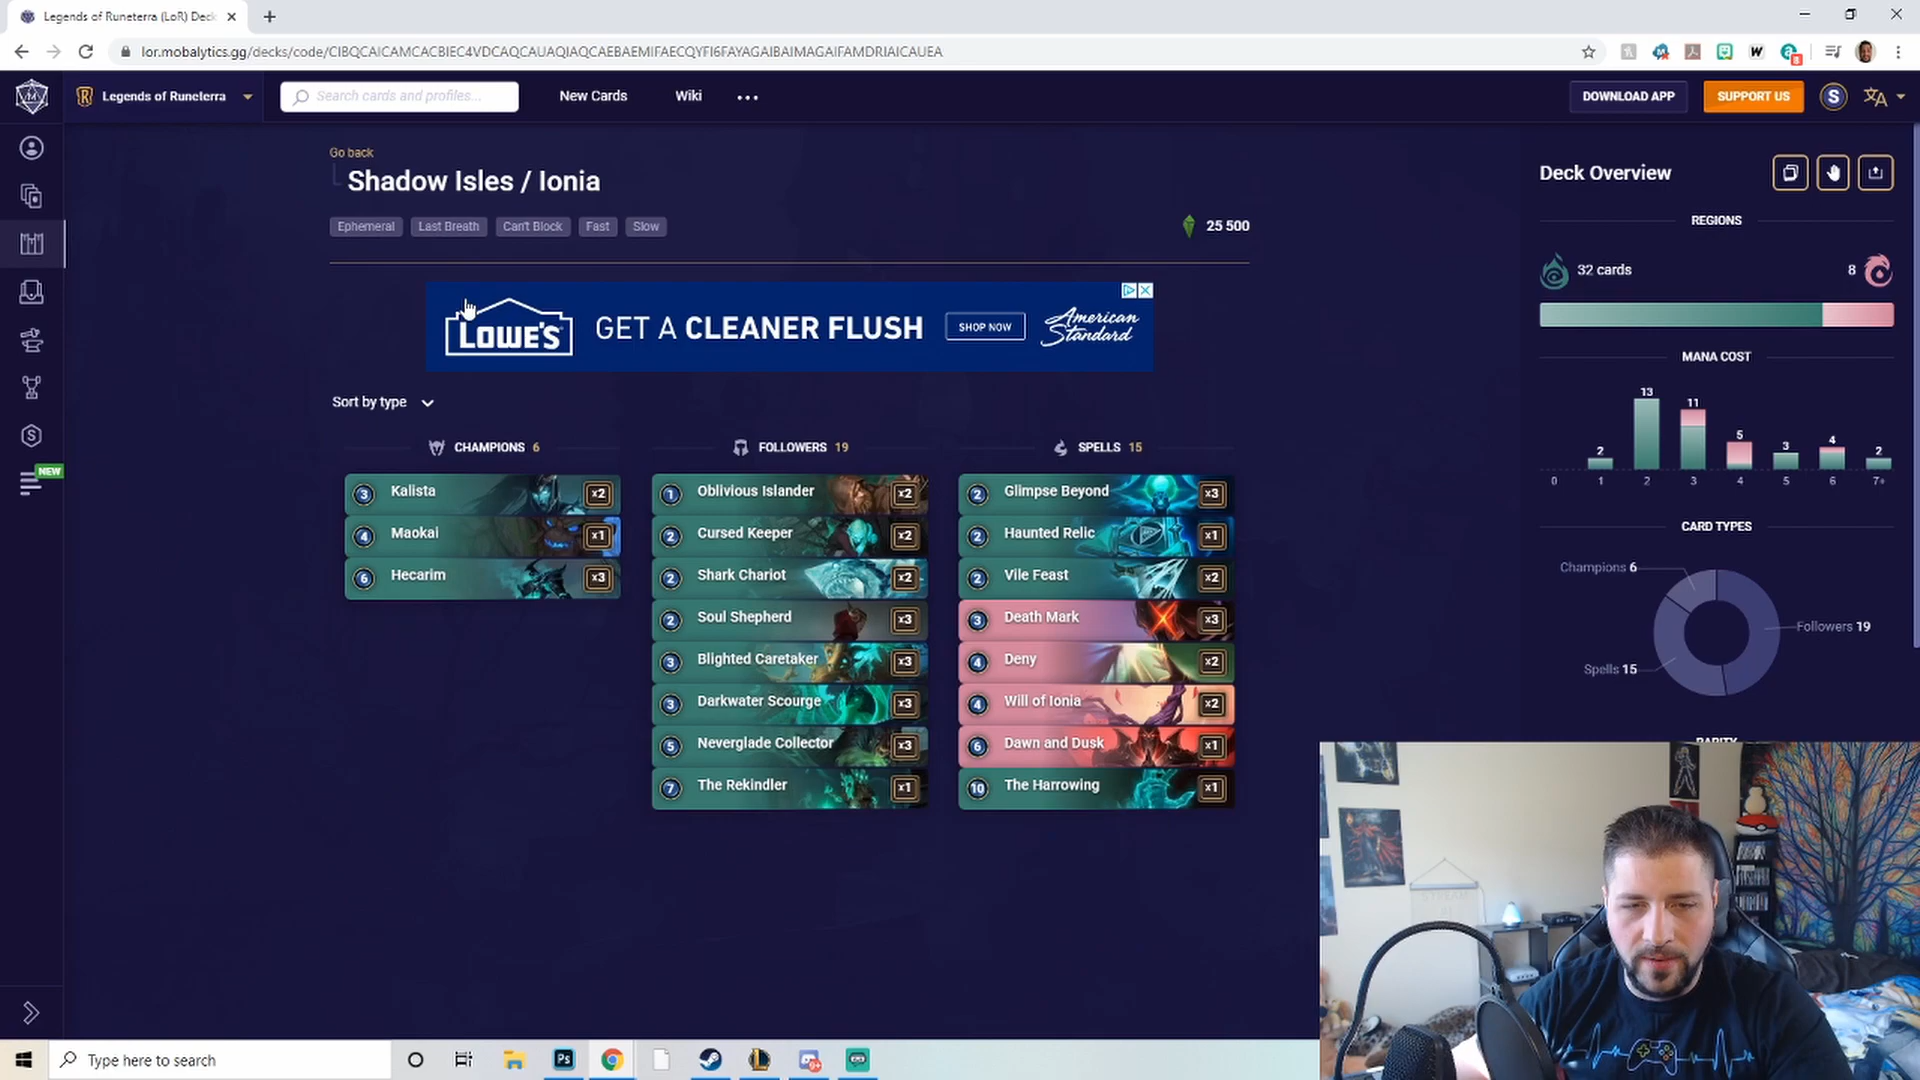 Legends of Runeterra (LoR) Deck
lor.mobalytics.gg/decks/code/CIBQCAICAMCACBIEC4VDCAQCAUAQIAQCAEBAEMIFAECQYFI6FAYAGAIBAIMAGAIFAMDRIAICAUEA
Legends of Runeterra
Search cards and profiles...
New Cards
Wiki
DOWNLOAD APP
SUPPORT US
S
NEW
Go back
Shadow Isles / Ionia
Ephemeral
Last Breath
Can't Block
Fast
Slow
25 500
LOWE'S
GET A CLEANER FLUSH
SHOP NOW
American Standard
Sort by type
CHAMPIONS 6
3 Kalista x2
4 Maokai x1
6 Hecarim x3
FOLLOWERS 19
1 Oblivious Islander x2
2 Cursed Keeper x2
2 Shark Chariot x2
2 Soul Shepherd x3
3 Blighted Caretaker x3
3 Darkwater Scourge x3
5 Neverglade Collector x3
7 The Rekindler x1
SPELLS 15
2 Glimpse Beyond x3
2 Haunted Relic x1
2 Vile Feast x2
3 Death Mark x3
4 Deny x2
4 Will of Ionia x2
6 Dawn and Dusk x1
10 The Harrowing x1
Deck Overview
REGIONS
32 cards
8
MANA COST
2 13 11 5 3 4 2
0 1 2 3 4 5 6 7+
CARD TYPES
Champions 6
Followers 19
Spells 15
Type here to search
Ps